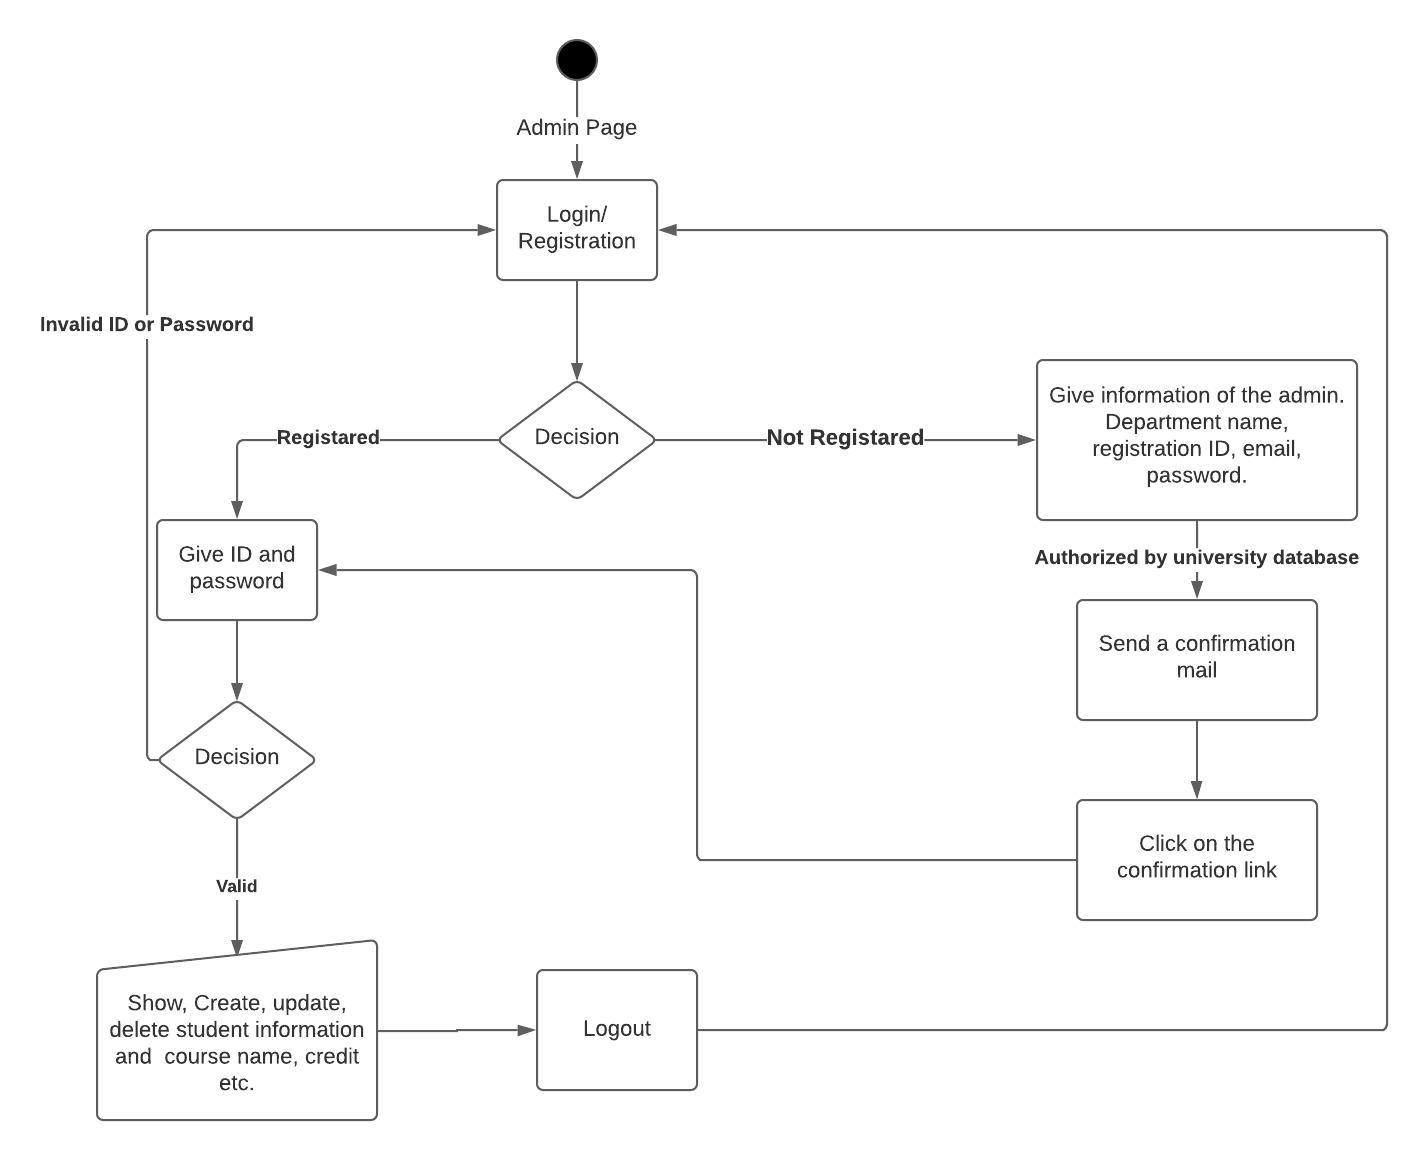 Admin Page
Login/
Registration
Invalid ID or Password
Registared
Decision
Not Registared
Give information of the admin.
Department name,
registration ID, email,
password.
Give ID and
password
Authorized by university database
Send a confirmation
mail
Decision
Click on the
confirmation link
Valid
Show, Create, update,
delete student information
and  course name, credit
etc.
Logout